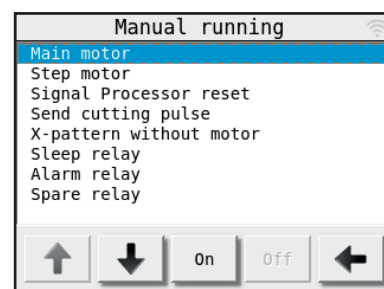 Manual running
Main motor
Step motor
Signal Processor reset
Send cutting pulse
X-pattern without motor
Sleep relay
Alarm relay
Spare relay
On
Off